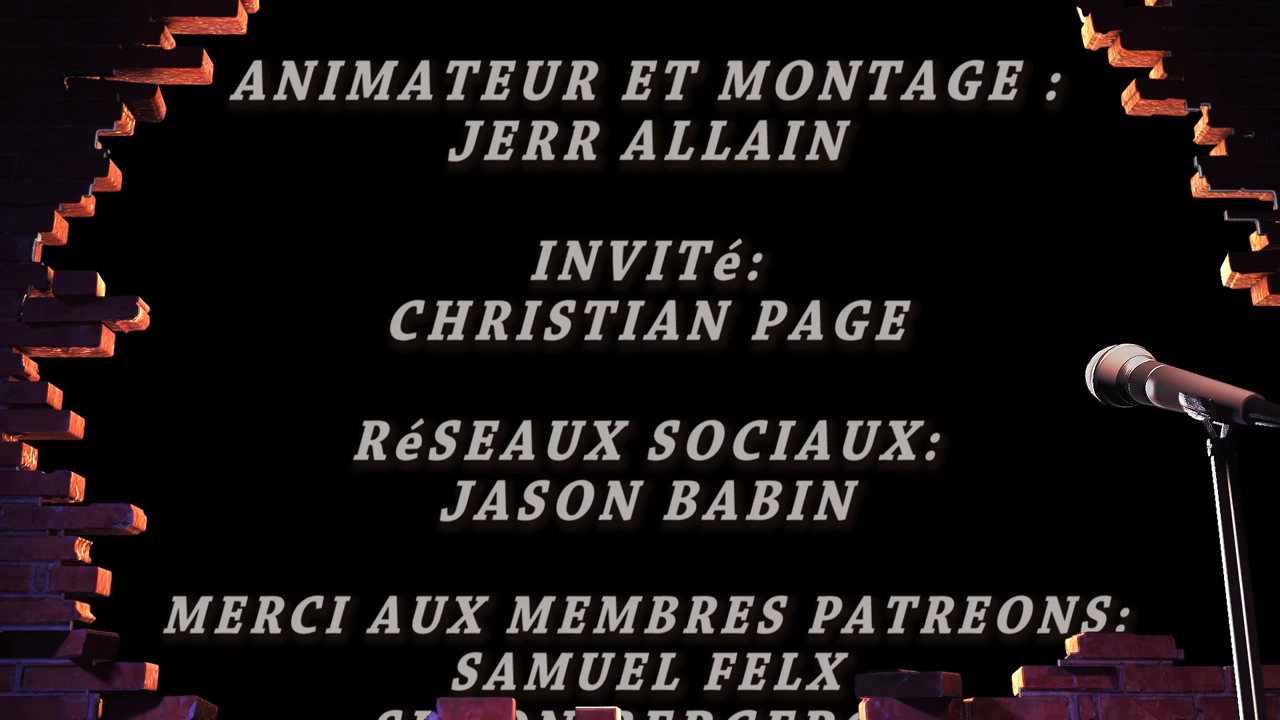 ANIMATEUR ET MONTAGE :
JERR ALLAIN
INVITé:
CHRISTIAN PAGE
RéSEAUX SOCIAUX:
JASON BABIN
MERCI AUX MEMBRES PATREONS:
SAMUEL FELX